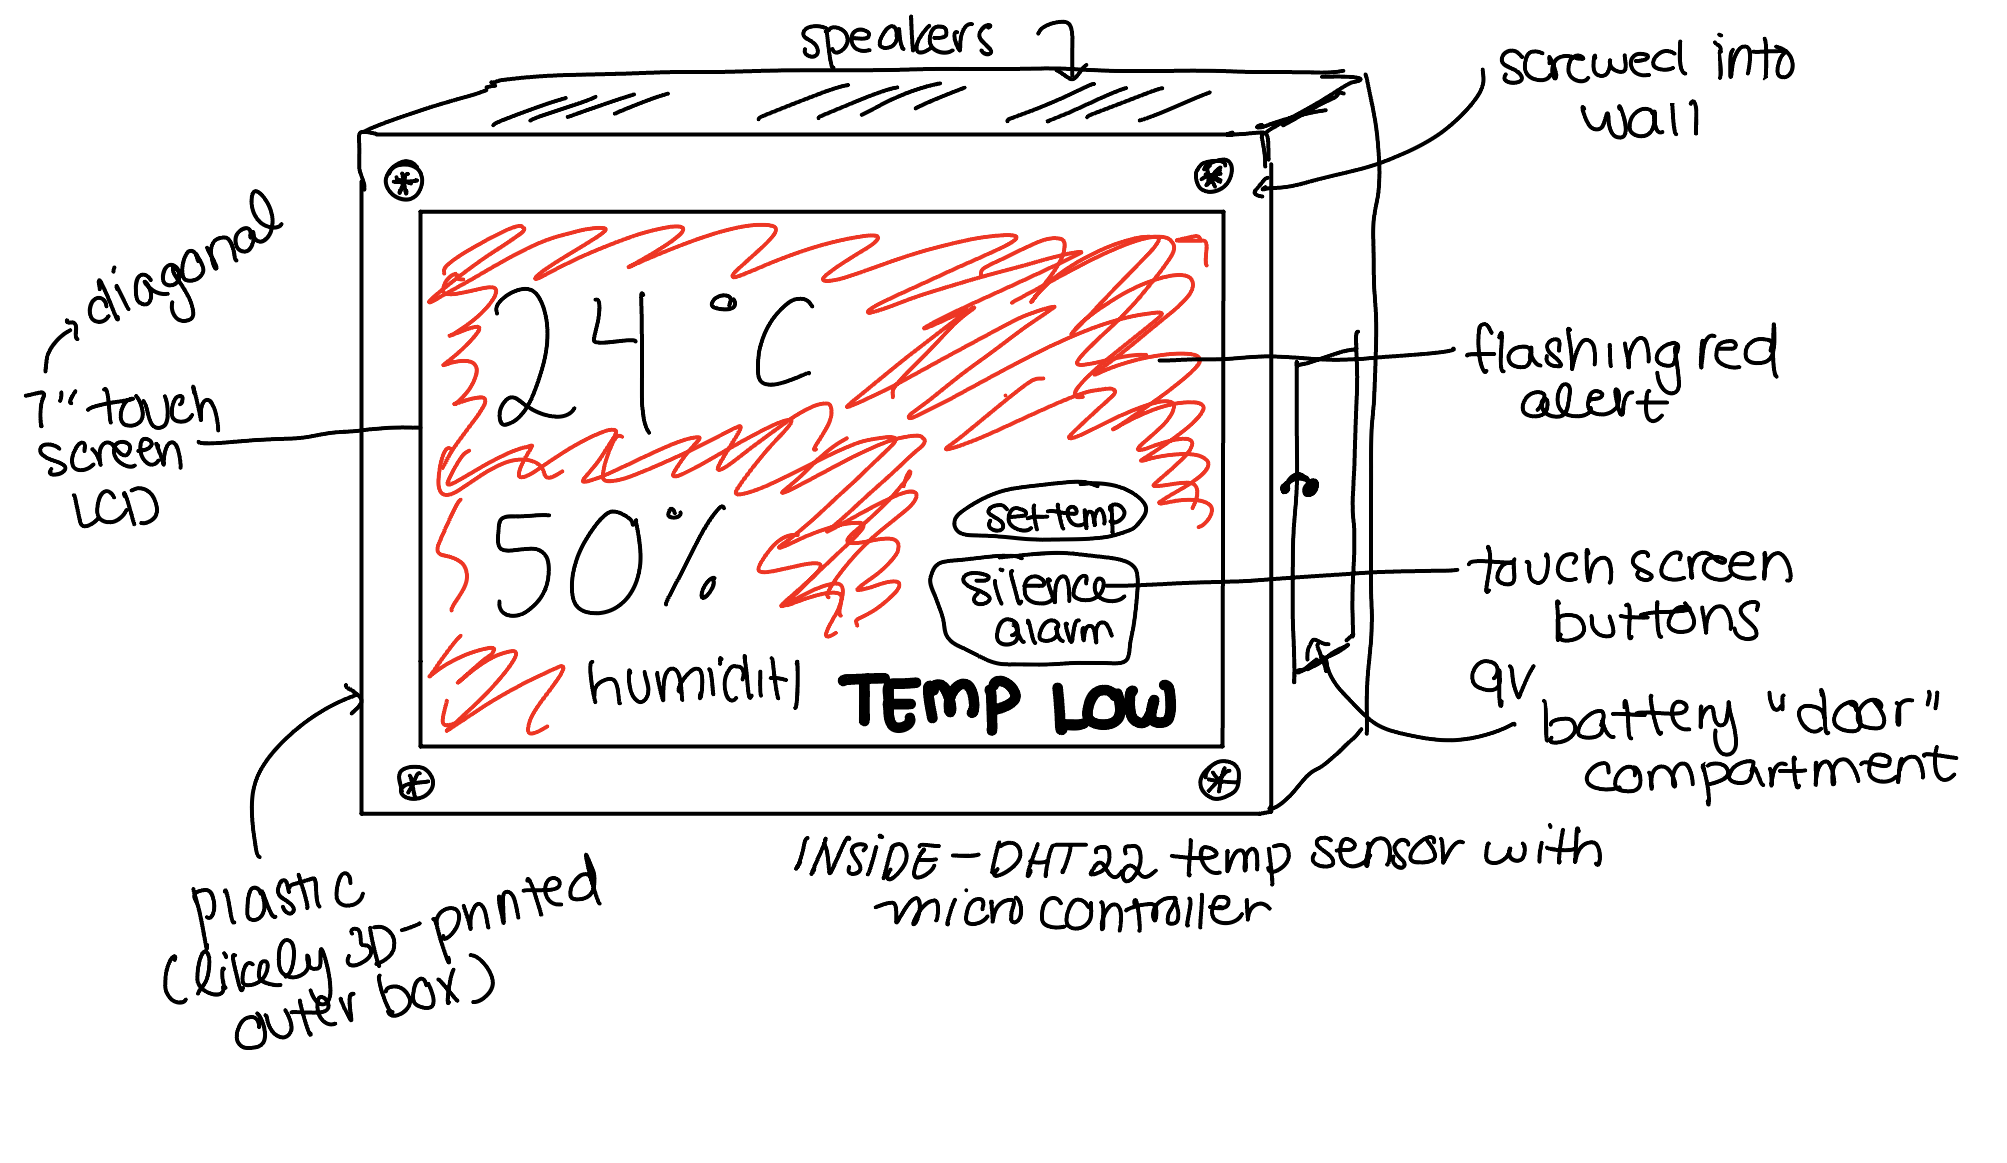 speakers
screwed into
wall
diagonal
7" touch
screen
LCD
24°C
flashing red
alert
50%
set temp
silence
alarm
touch screen
buttons
humidity
TEMP LOW
9V
battery "door"
compartment
INSIDE - DHT22 temp sensor with
microcontroller
plastic
(likely 3D-printed
outer box)